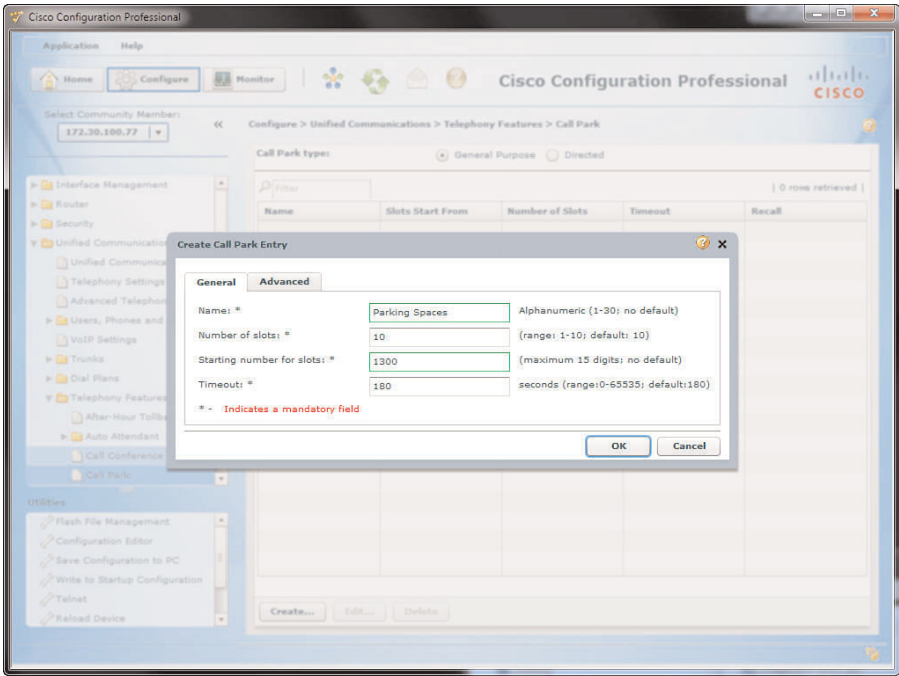 Cisco Configuration Professional
Application Help
Home Configure Monitor Cisco Configuration Professional CISCO
Select Community Member:
172.30.100.77
Configure > Unified Communications > Telephony Features > Call Park
Call Park type: General Purpose Directed
Filter | 0 rows retrieved |
Name Slots Start From Number of Slots Timeout Recall
Interface Management
Router
Security
Unified Communication
Unified Communica
Telephony Settings
Advanced Telephon
Users, Phones and
VoIP Settings
Trunks
Dial Plans
Telephony Features
After-Hour Tollba
Auto Attendant
Call Conference
Call Park
Create Call Park Entry
General Advanced
Name: * Parking Spaces Alphanumeric (1-30; no default)
Number of slots: * 10 (range: 1-10; default: 10)
Starting number for slots: * 1300 (maximum 15 digits; no default)
Timeout: * 180 seconds (range:0-65535; default:180)
* - Indicates a mandatory field
OK Cancel
Utilities
Flash File Management
Configuration Editor
Save Configuration to PC
Write to Startup Configuration
Telnet
Reload Device
Create... Edit... Delete